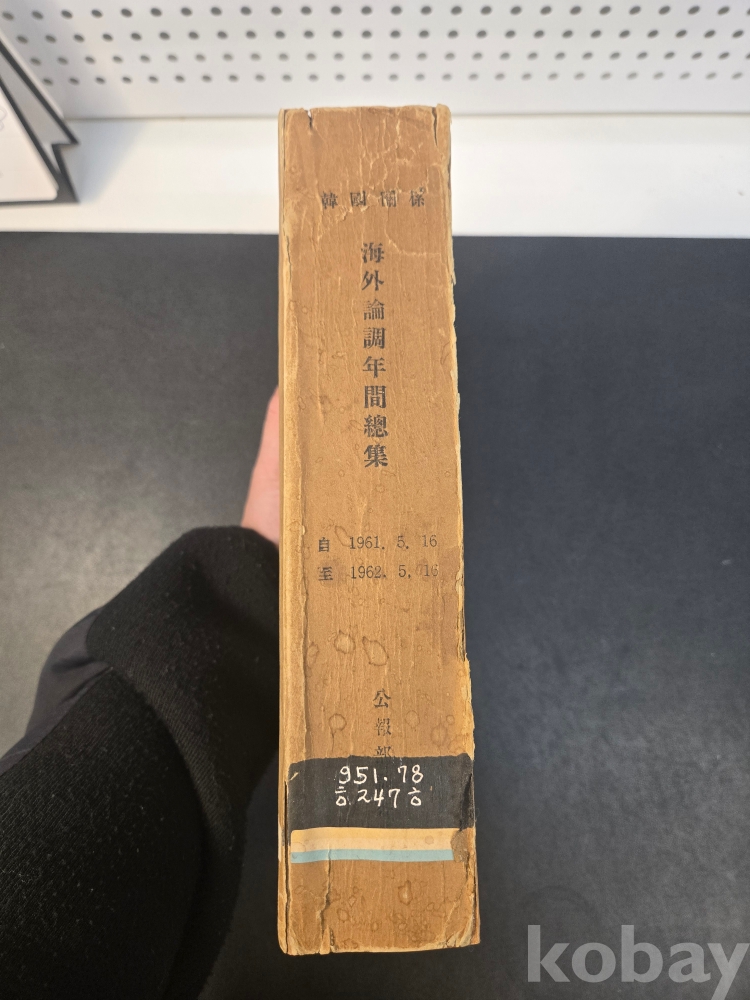 韓國關係
海外論調年間總集
自 1961. 5. 16
至 1962. 5. 16
公報部
951.78
ㅎ247ㅎ
kobay